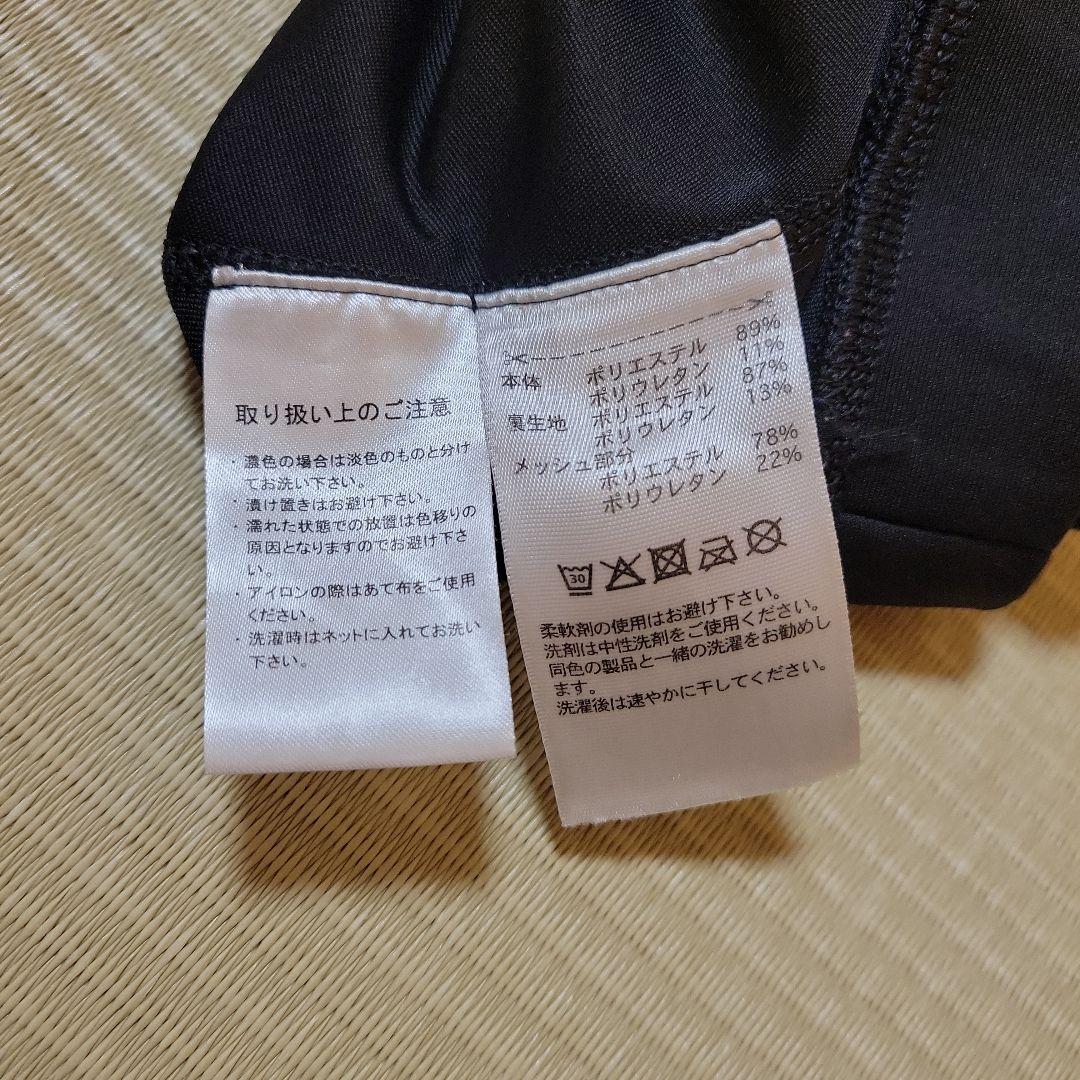 取り扱い上のご注意
・濃色の場合は淡色のものと分け
てお洗い下さい。
・漬け置きはお避け下さい。
・濡れた状態での放置は色移りの
原因となりますのでお避け下さ
い。
・アイロンの際はあて布をご使用
ください。
・洗濯時はネットに入れてお洗い
下さい。
本体 ポリエステル 89%
ポリウレタン 11%
裏生地 ポリエステル 87%
ポリウレタン 13%
メッシュ部分
ポリエステル 78%
ポリウレタン 22%
30
柔軟剤の使用はお避け下さい。
洗剤は中性洗剤をご使用ください。
同色の製品と一緒の洗濯をお勧めし
ます。
洗濯後は速やかに干してください。